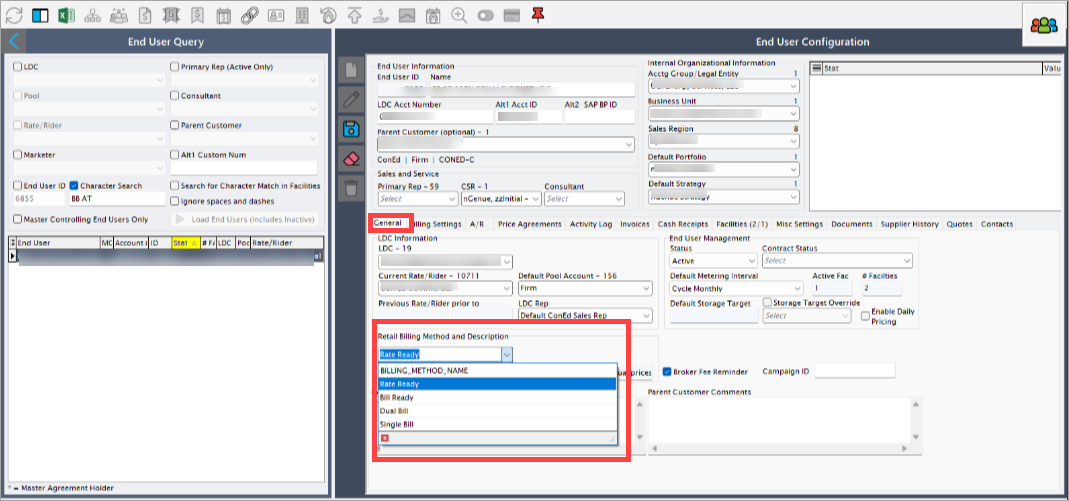 End User Query
End User Configuration
LDC
Primary Rep (Active Only)
Pool
Consultant
Rate/Rider
Parent Customer
Marketer
Alt1 Custom Num
End User ID
Character Search
Search for Character Match in Facilities
6855
BB AT
Ignore spaces and dashes
Master Controlling End Users Only
Load End Users (Includes Inactive)
End User
Account
ID
Stat
# F
LDC
Poc
Rate/Rider
al
* = Master Agreement Holder
End User Information
End User ID
Name
LDC Acct Number
Alt1 Acct ID
Alt2 SAP BP ID
Parent Customer (optional) - 1
ConEd | Firm | CONED-C
Sales and Service
Primary Rep - 59
CSR - 1
Consultant
Select
nGenue, zzInitial -
Select
Internal Organizational Information
Acctg Group/Legal Entity
1
Business Unit
1
Sales Region
8
Default Portfolio
1
Default Strategy
1
Stat
Valu
General
lling Settings
A/R
Price Agreements
Activity Log
Invoices
Cash Receipts
Facilities (2/1)
Misc Settings
Documents
Supplier History
Quotes
Contacts
LDC Information
LDC - 19
Current Rate/Rider - 10711
Default Pool Account - 156
Firm
Previous Rate/Rider prior to
LDC Rep
Default ConEd Sales Rep
End User Management
Status
Contract Status
Active
Select
Default Metering Interval
Active Fac
# Facilties
Cycle Monthly
1
2
Default Storage Target
Storage Target Override
Select
Enable Daily
Pricing
Retail Billing Method and Description
Rate Ready
BILLING_METHOD_NAME
Rate Ready
Bill Ready
Dual Bill
Single Bill
ual prices
Broker Fee Reminder
Campaign ID
Parent Customer Comments